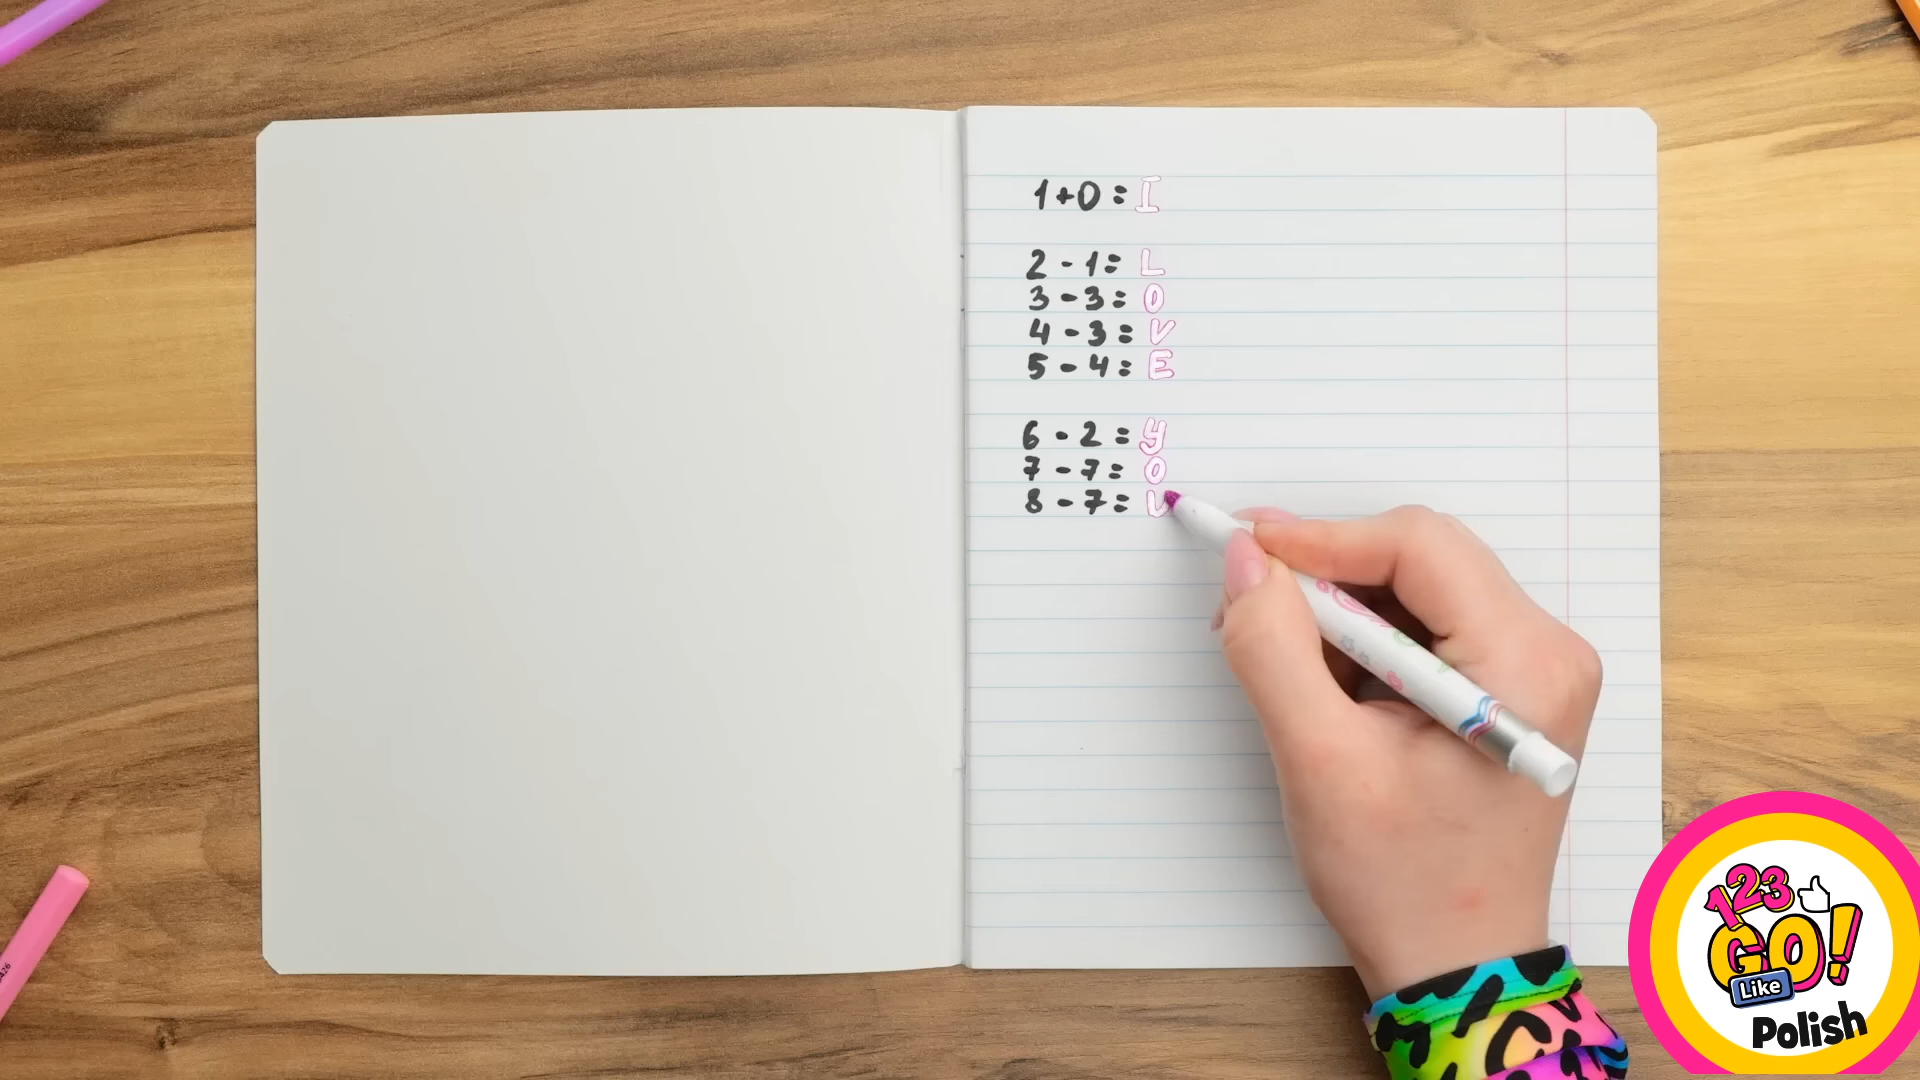 1+0=I
2-1=L
3-3=O
4-3=V
5-4=E
6-2=Y
7-7=O
8-7=U
123
GO!
Like
Polish